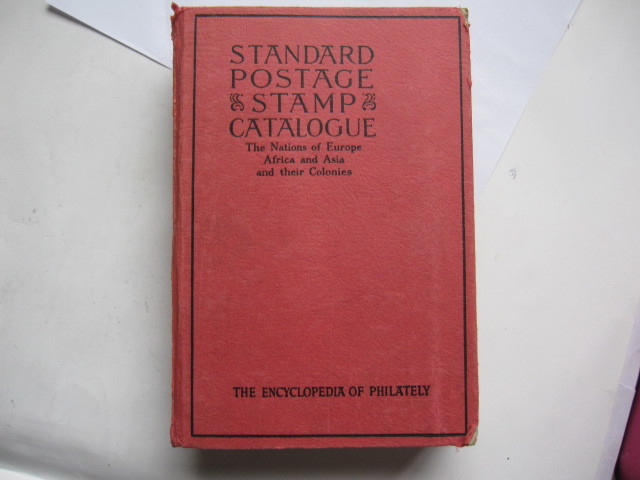 STANDARD
POSTAGE
STAMP
CATALOGUE
The Nations of Europe
Africa and Asia
and their Colonies
THE ENCYCLOPEDIA OF PHILATELY